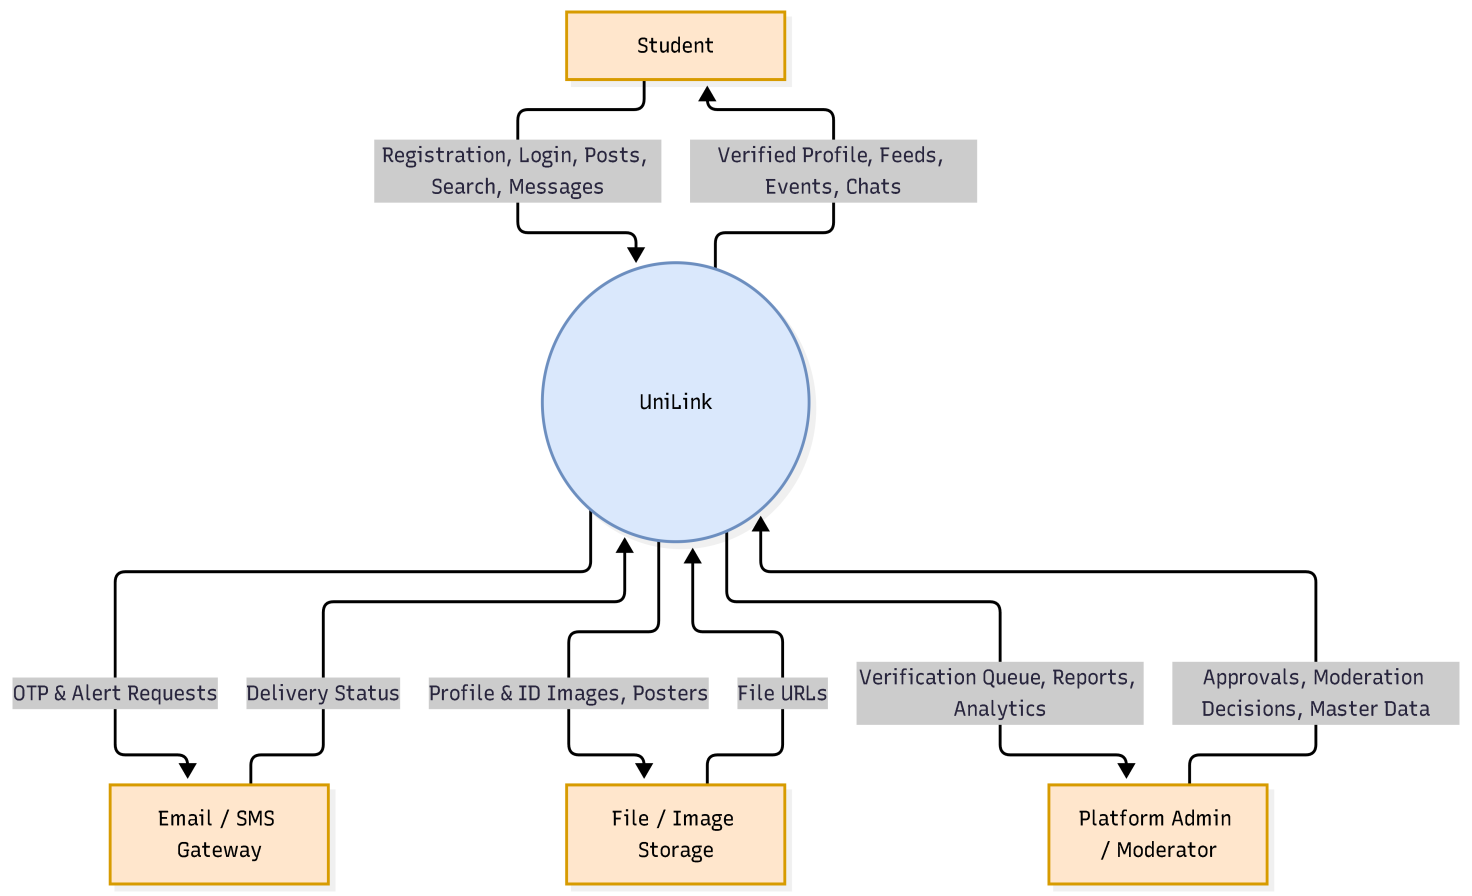 Student
Registration, Login, Posts,
Search, Messages
Verified Profile, Feeds,
Events, Chats
UniLink
OTP & Alert Requests
Delivery Status
Profile & ID Images, Posters
File URLs
Verification Queue, Reports,
Analytics
Approvals, Moderation
Decisions, Master Data
Email / SMS
Gateway
File / Image
Storage
Platform Admin
/ Moderator